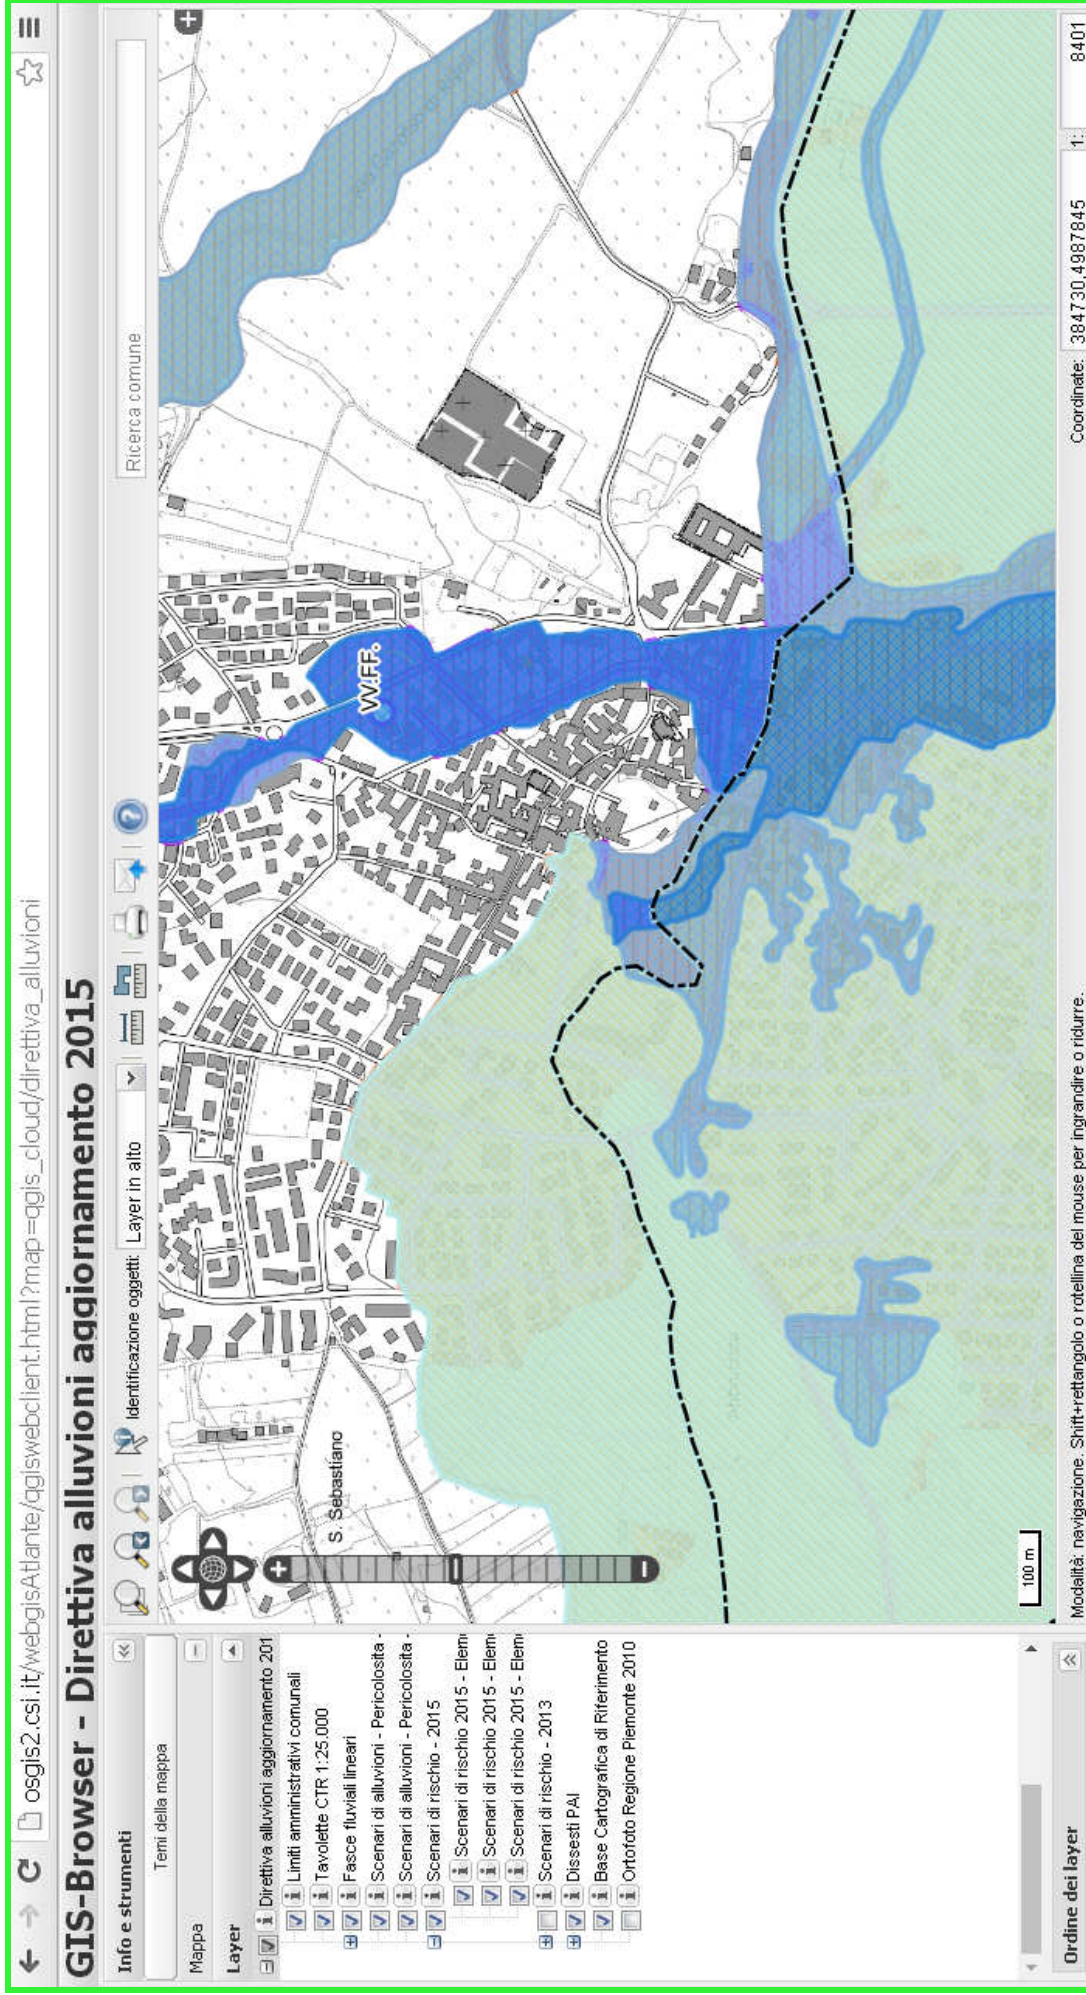 osgis2.csi.it/webgisAtlante/qgiswebclient.html?map=qgis_cloud/direttiva_alluvioni
GIS-Browser - Direttiva alluvioni aggiornamento 2015
Info e strumenti
Temi della mappa
Mappa
Layer
Direttiva alluvioni aggiornamento 201
Limiti amministrativi comunali
Tavolette CTR 1:25.000
Fasce fluviali lineari
Scenari di alluvioni - Pericolosita -
Scenari di alluvioni - Pericolosita -
Scenari di rischio - 2015
Scenari di rischio 2015 - Eleme
Scenari di rischio 2015 - Eleme
Scenari di rischio 2015 - Eleme
Scenari di rischio - 2013
Dissesti PAI
Base Cartografica di Riferimento
Ortofoto Regione Piemonte 2010
Ordine dei layer
Identificazione oggetti: Layer in alto
Ricerca comune
S. Sebastiano
VV.FF.
100 m
Modalità: navigazione. Shift+rettangolo o rotellina del mouse per ingrandire o ridurre.
Coordinate: 384730,4987845 1: 8401